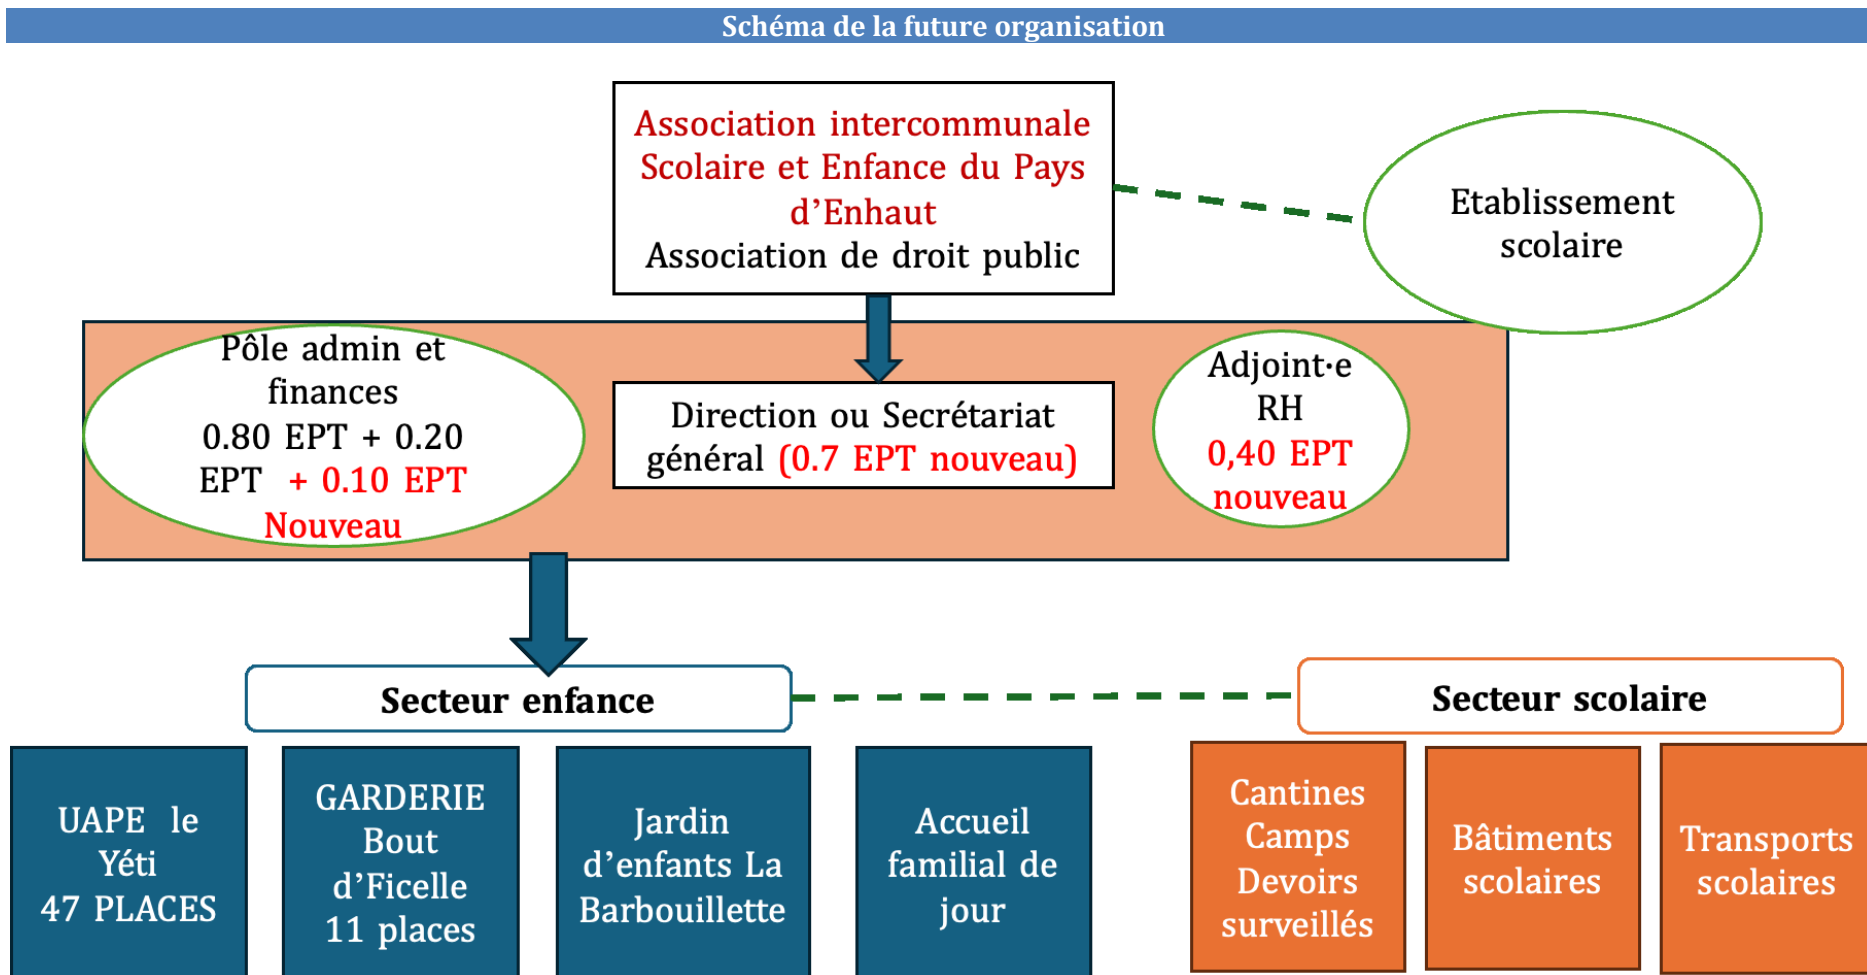 Schéma de la future organisation
Association intercommunale
Scolaire et Enfance du Pays
d’Enhaut
Association de droit public
Etablissement
scolaire
Pôle admin et
finances
0.80 EPT + 0.20
EPT + 0.10 EPT
Nouveau
Direction ou Secrétariat
général (0.7 EPT nouveau)
Adjoint·e
RH
0,40 EPT
nouveau
Secteur enfance
Secteur scolaire
UAPE le
Yéti
47 PLACES
GARDERIE
Bout
d’Ficelle
11 places
Jardin
d’enfants La
Barbouillette
Accueil
familial de
jour
Cantines
Camps
Devoirs
surveillés
Bâtiments
scolaires
Transports
scolaires